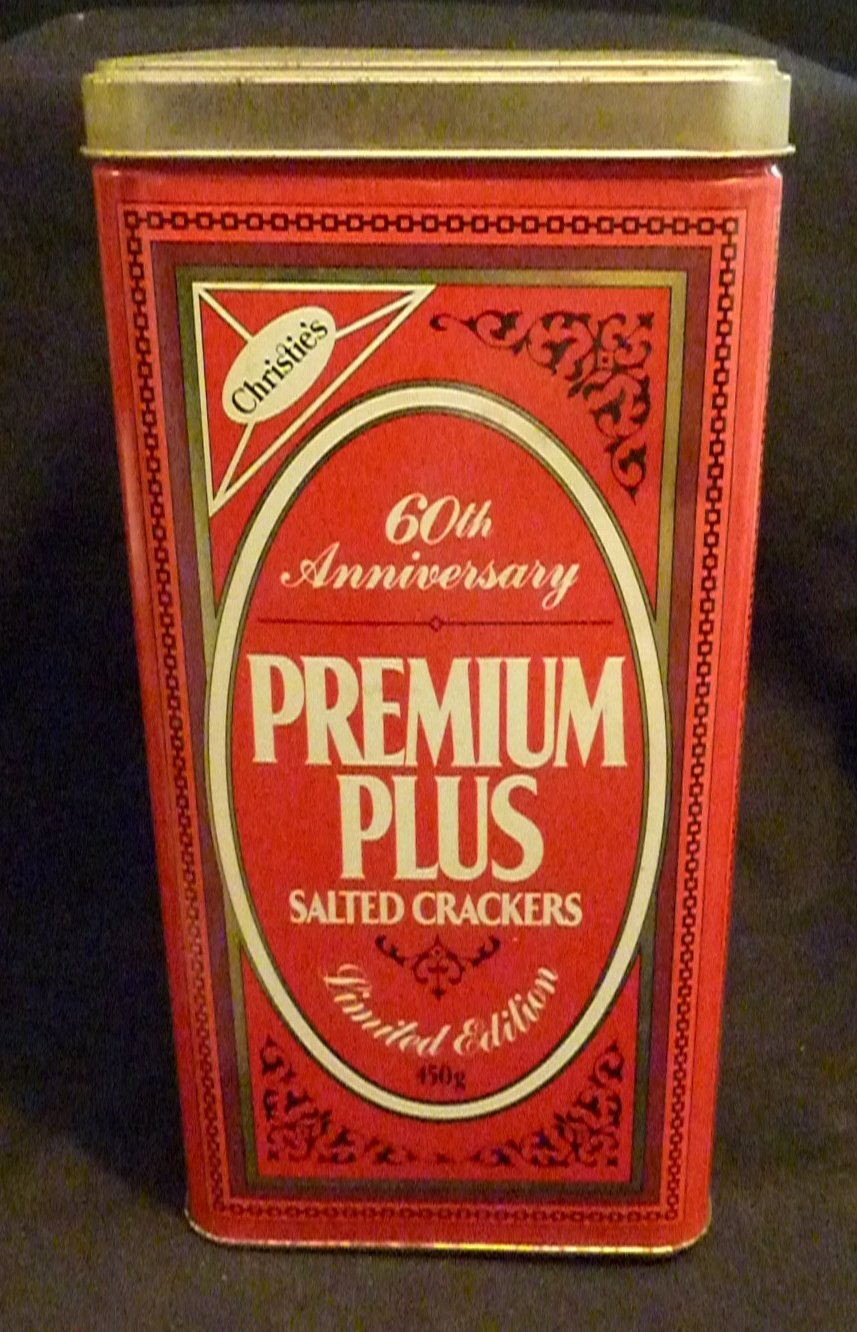 Christie's
60th
Anniversary
PREMIUM
PLUS
SALTED CRACKERS
Limited Edition
450g